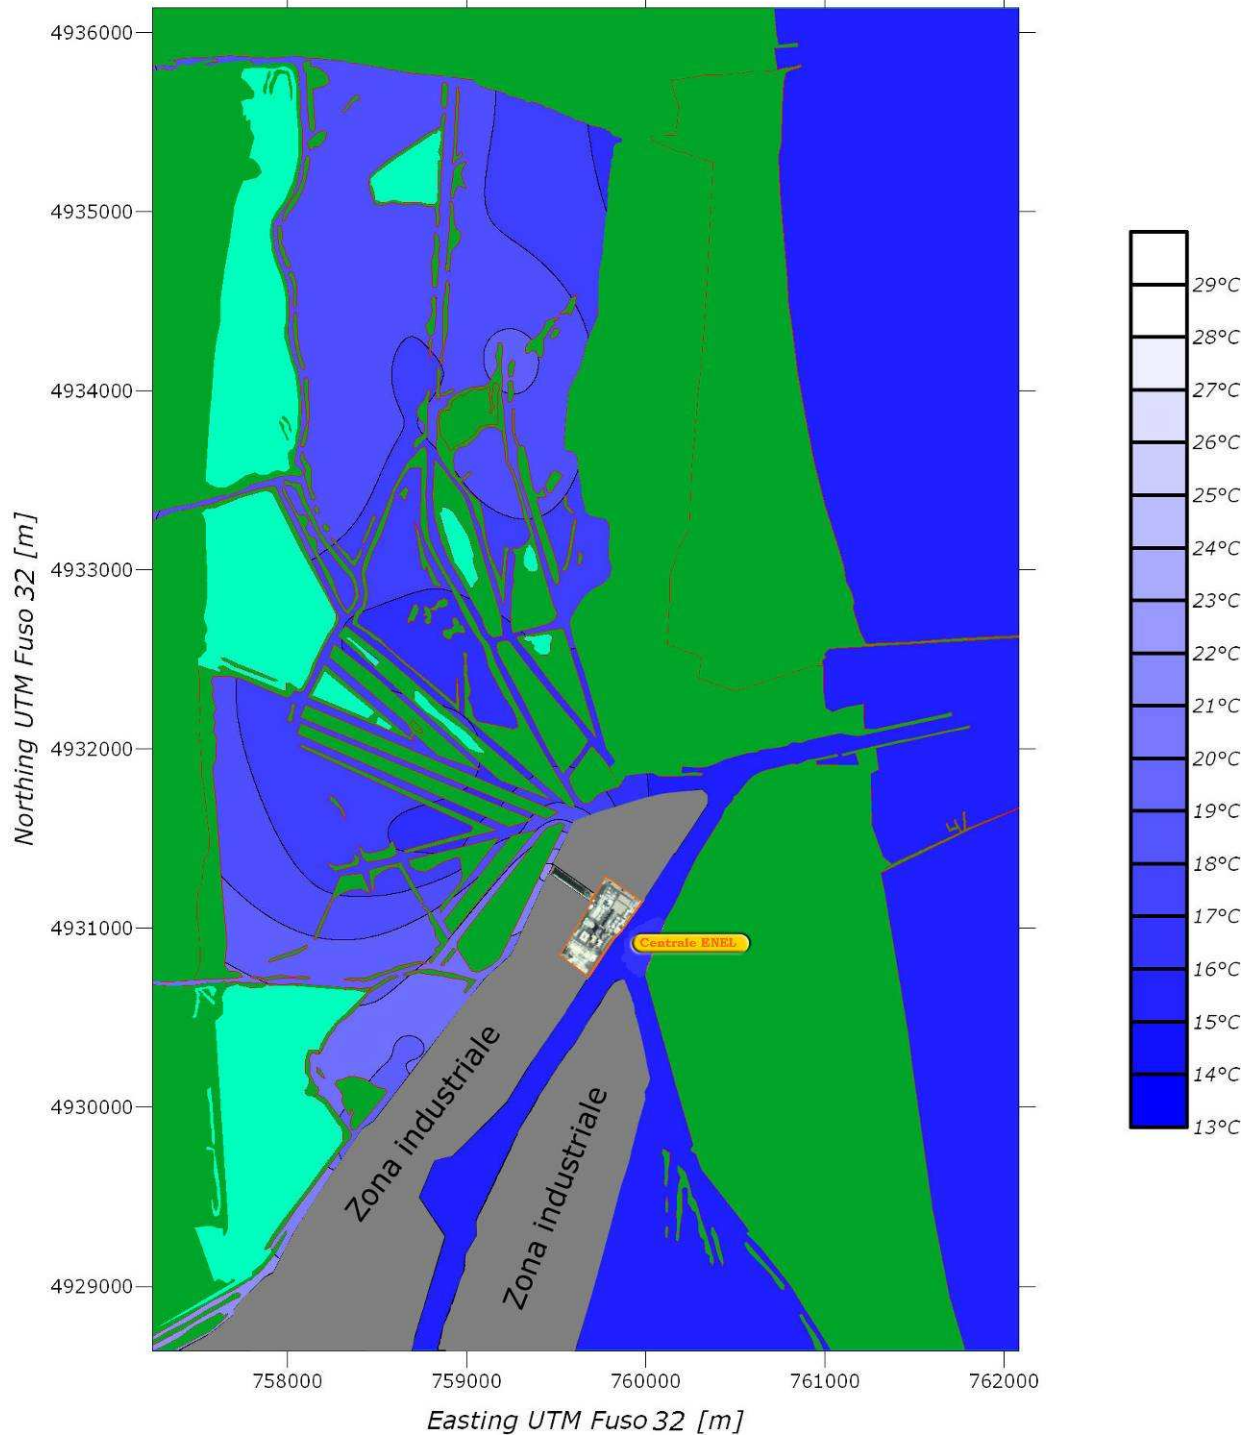 4936000
4935000
4934000
4933000
4932000
4931000
4930000
4929000
Northing UTM Fuso 32 [m]
758000
759000
760000
761000
762000
Easting UTM Fuso 32 [m]
Centrale ENEL
Zona industriale
Zona industriale
29°C
28°C
27°C
26°C
25°C
24°C
23°C
22°C
21°C
20°C
19°C
18°C
17°C
16°C
15°C
14°C
13°C